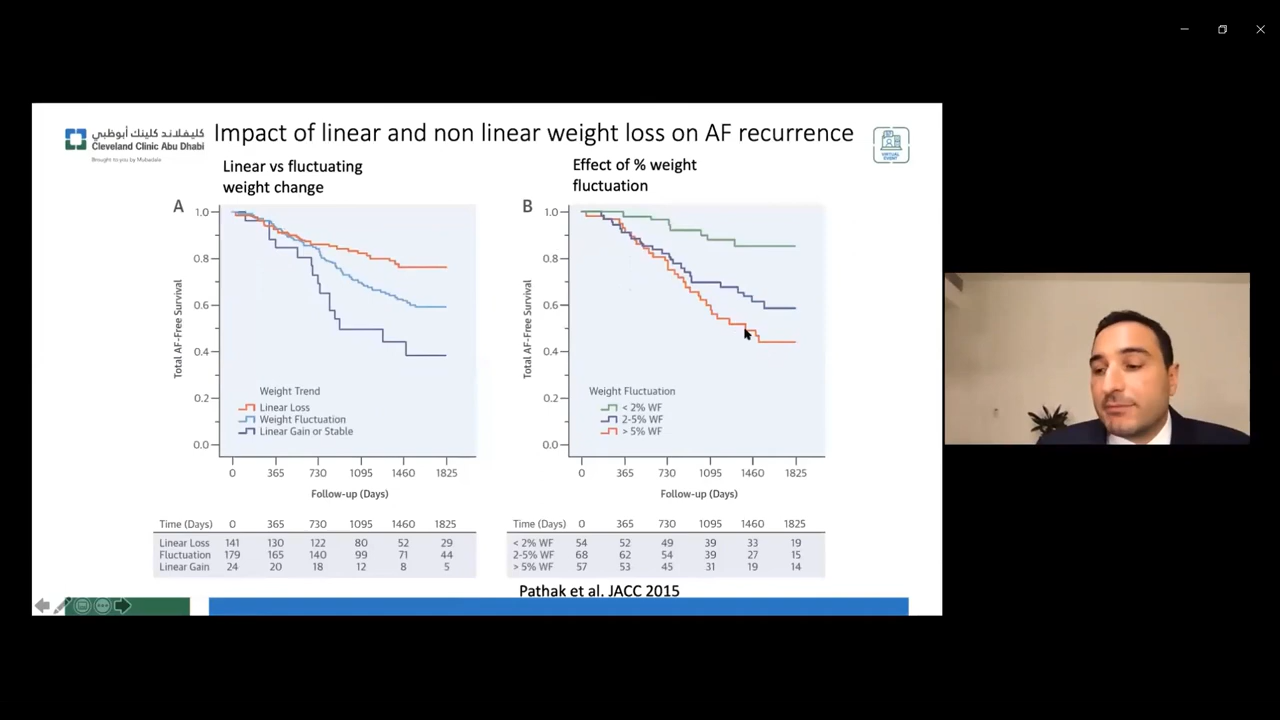 كليفلاند كلينك أبوظبي
Cleveland Clinic Abu Dhabi
Brought to you by Mubadala
Impact of linear and non linear weight loss on AF recurrence
VIRTUAL
EVENT
Linear vs fluctuating
weight change
A
1.0
0.8
0.6
0.4
0.2
0.0
Total AF-Free Survival
Weight Trend
Linear Loss
Weight Fluctuation
Linear Gain or Stable
0 365 730 1095 1460 1825
Follow-up (Days)
Time (Days) 0 365 730 1095 1460 1825
Linear Loss 141 130 122 80 52 29
Fluctuation 179 165 140 99 71 44
Linear Gain 24 20 18 12 8 5
Effect of % weight
fluctuation
B
1.0
0.8
0.6
0.4
0.2
0.0
Total AF-Free Survival
Weight Fluctuation
< 2% WF
2-5% WF
> 5% WF
0 365 730 1095 1460 1825
Follow-up (Days)
Time (Days) 0 365 730 1095 1460 1825
< 2% WF 54 52 49 39 33 19
2-5% WF 68 62 54 39 27 15
> 5% WF 57 53 45 31 19 14
Pathak et al. JACC 2015